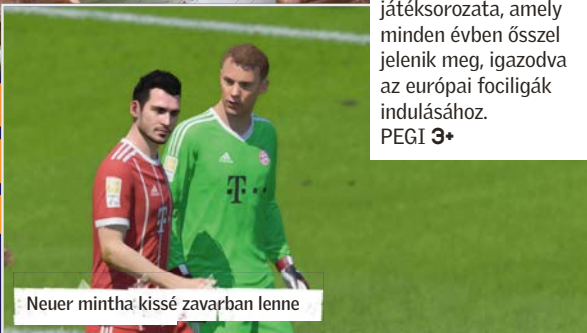 játéksorozata, amely
minden évben ősszel
jelenik meg, igazodva
az európai fociligák
indulásához.
PEGI 3+
T··
Neuer mintha kissé zavarban lenne